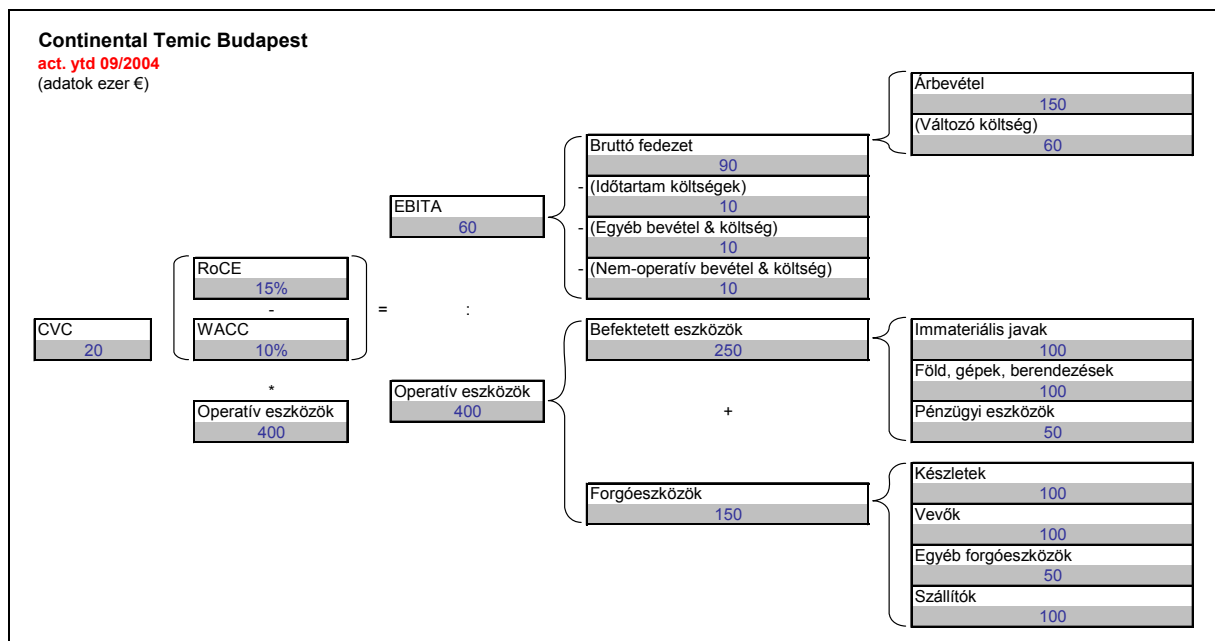 Continental Temic Budapest
act. ytd 09/2004
(adatok ezer €)
Árbevétel
150
(Változó költség)
60
Bruttó fedezet
90
- (Időtartam költségek)
10
- (Egyéb bevétel & költség)
10
- (Nem-operatív bevétel & költség)
10
EBITA
60
RoCE
15%
-
= :
CVC
20
WACC
10%
*
Operatív eszközök
400
Operatív eszközök
400
Befektetett eszközök
250
+
Forgóeszközök
150
Immateriális javak
100
Föld, gépek, berendezések
100
Pénzügyi eszközök
50
Készletek
100
Vevők
100
Egyéb forgóeszközök
50
Szállítók
100